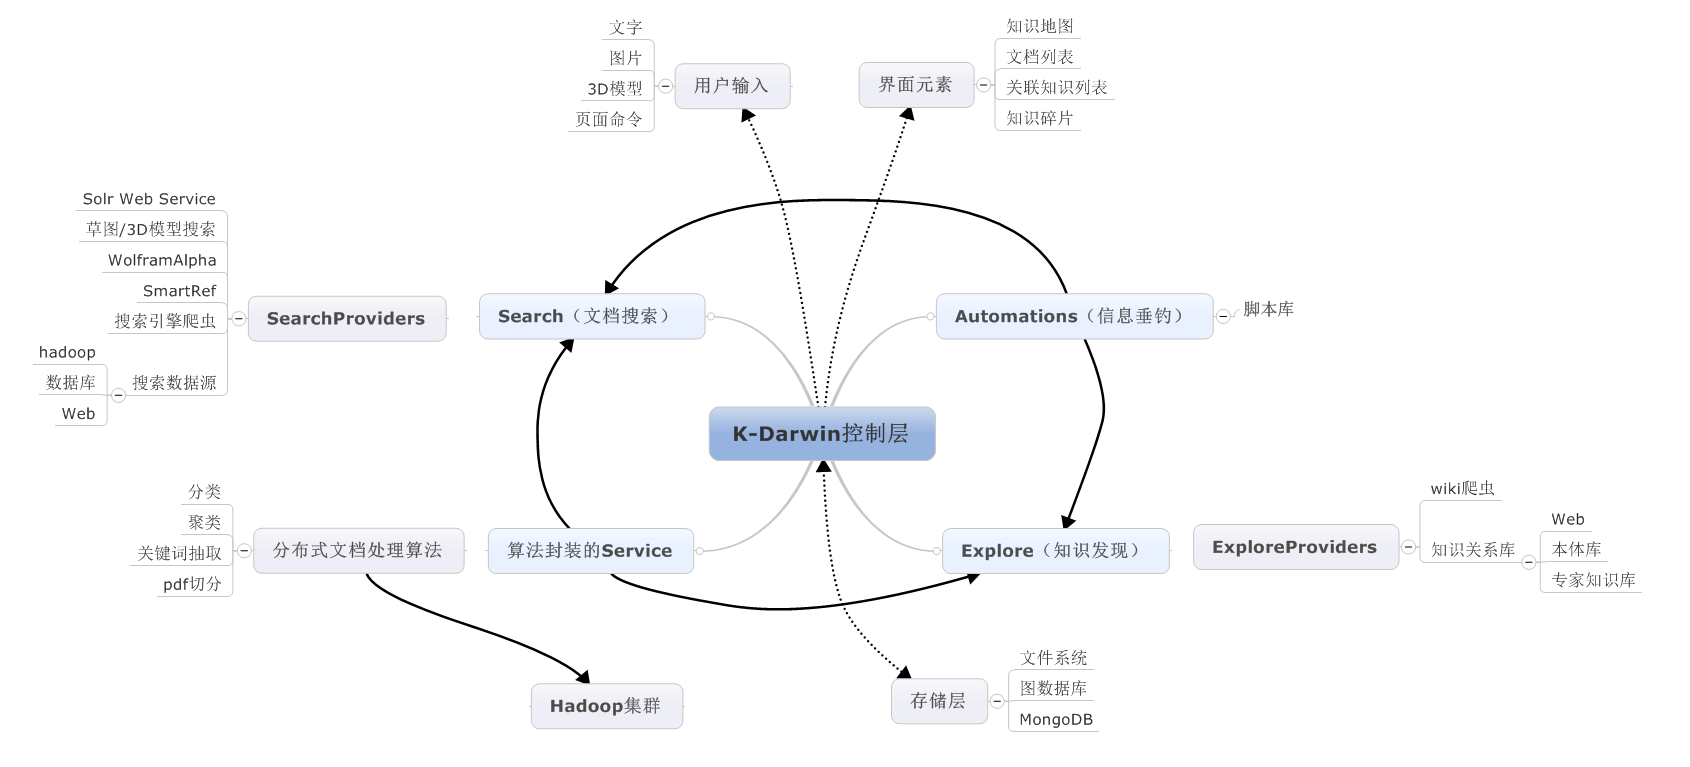 文字
图片
3D模型
页面命令
用户输入
界面元素
知识地图
文档列表
关联知识列表
知识碎片
Solr Web Service
草图/3D模型搜索
WolframAlpha
SmartRef
搜索引擎爬虫
搜索数据源
hadoop
数据库
Web
SearchProviders
Search（文档搜索）
Automations（信息垂钓）
脚本库
K-Darwin控制层
分类
聚类
关键词抽取
pdf切分
分布式文档处理算法
算法封装的Service
Explore（知识发现）
ExploreProviders
wiki爬虫
知识关系库
Web
本体库
专家知识库
Hadoop集群
存储层
文件系统
图数据库
MongoDB